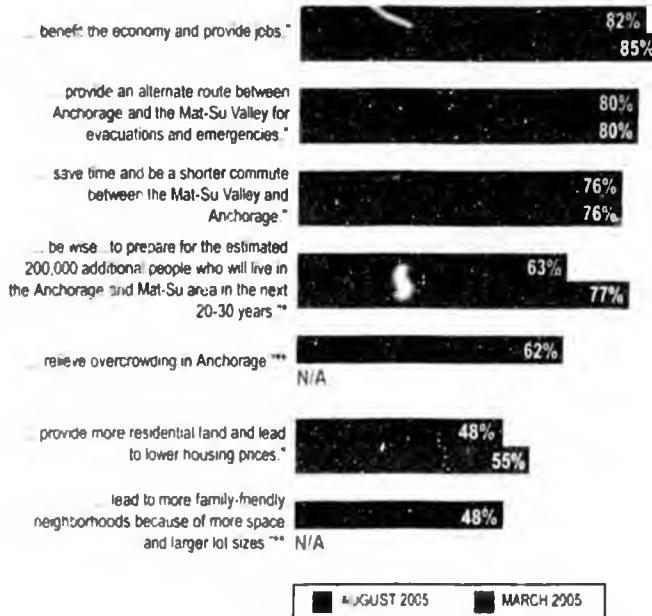 ... benefit the economy and provide jobs."
82%
85%
... provide an alternate route between
Anchorage and the Mat-Su Valley for
evacuations and emergencies."
80%
80%
save time and be a shorter commute
between the Mat-Su Valley and
Anchorage."
76%
76%
... be wise ... to prepare for the estimated
200,000 additional people who will live in
the Anchorage and Mat-Su area in the next
20-30 years "*
63%
77%
... relieve overcrowding in Anchorage "**
62%
N/A
... provide more residential land and lead
to lower housing prices."
48%
55%
... lead to more family-friendly
neighborhoods because of more space
and larger lot sizes "**
48%
N/A
AUGUST 2005
MARCH 2005